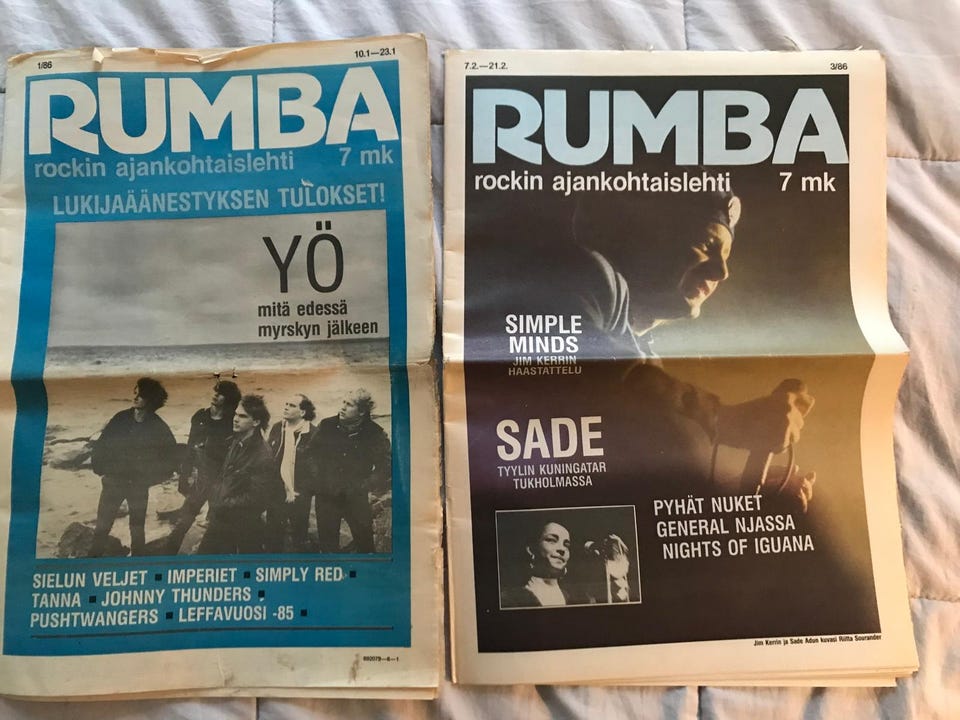 1/86
10.1—23.1
RUMBA
rockin ajankohtaislehti 7 mk
LUKIJAÄÄNESTYKSEN TULOKSET!
YÖ
mitä edessä
myrskyn jälkeen
SIELUN VELJET ■ IMPERIET ■ SIMPLY RED ■
TANNA ■ JOHNNY THUNDERS ■
PUSHTWANGERS ■ LEFFAVUOSI -85 ■
692079—6—1
7.2.—21.2.
3/86
RUMBA
rockin ajankohtaislehti 7 mk
SIMPLE
MINDS
JIM KERRIN
HAASTATTELU
SADE
TYYLIN KUNINGATAR
TUKHOLMASSA
PYHÄT NUKET
GENERAL NJASSA
NIGHTS OF IGUANA
Jim Kerrin ja Sade Adun kuvasi Riitta Sourander